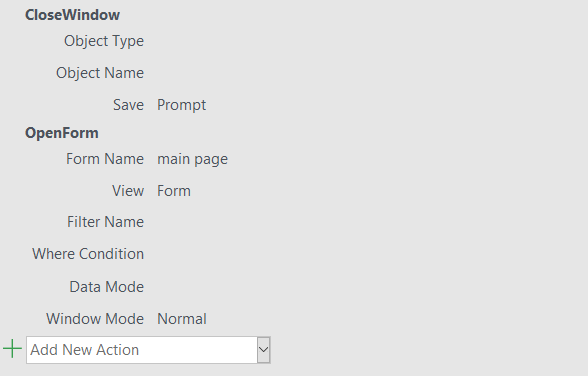 CloseWindow
Object Type
Object Name
Save Prompt
OpenForm
Form Name main page
View Form
Filter Name
Where Condition
Data Mode
Window Mode Normal
Add New Action